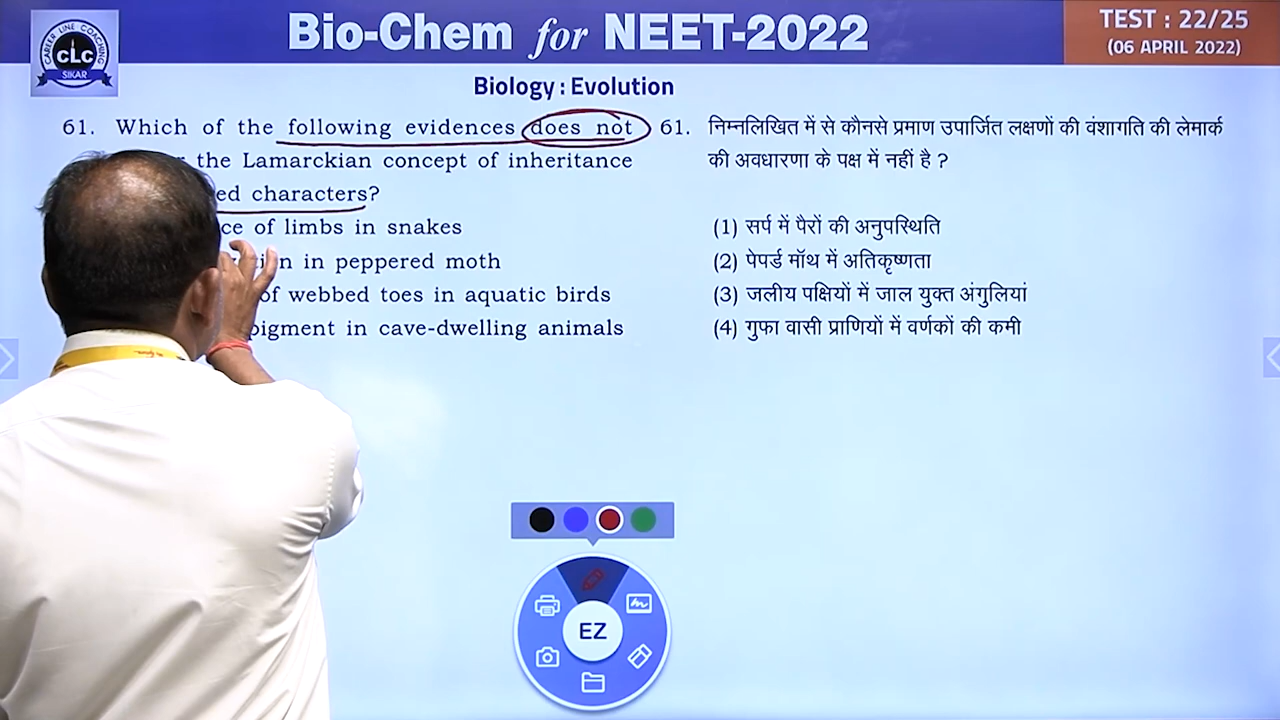 Bio-Chem for NEET-2022
TEST : 22/25
(06 APRIL 2022)
CAREER LINE COACHING
CLC
SIKAR
Biology : Evolution
61. Which of the following evidences does not
the Lamarckian concept of inheritance
ed characters?
ce of limbs in snakes
in peppered moth
of webbed toes in aquatic birds
pigment in cave-dwelling animals
61. निम्नलिखित में से कौनसे प्रमाण उपार्जित लक्षणों की वंशागति की लेमार्क
की अवधारणा के पक्ष में नहीं है ?
(1) सर्प में पैरों की अनुपस्थिति
(2) पेपर्ड मॉथ में अतिकृष्णता
(3) जलीय पक्षियों में जाल युक्त अंगुलियां
(4) गुफा वासी प्राणियों में वर्णकों की कमी
EZ